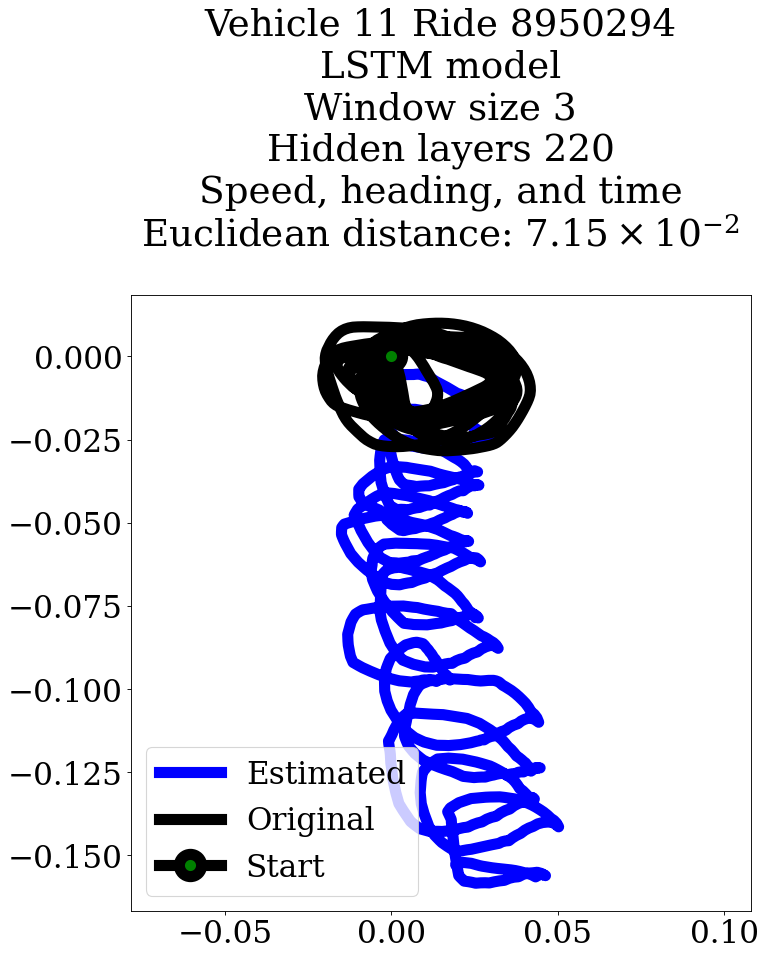 Vehicle 11 Ride 8950294
LSTM model
Window size 3
Hidden layers 220
Speed, heading, and time
Euclidean distance: 7.15 × 10⁻²
0.000
−0.025
−0.050
−0.075
−0.100
−0.125
−0.150
Estimated
Original
Start
−0.05 0.00 0.05 0.10